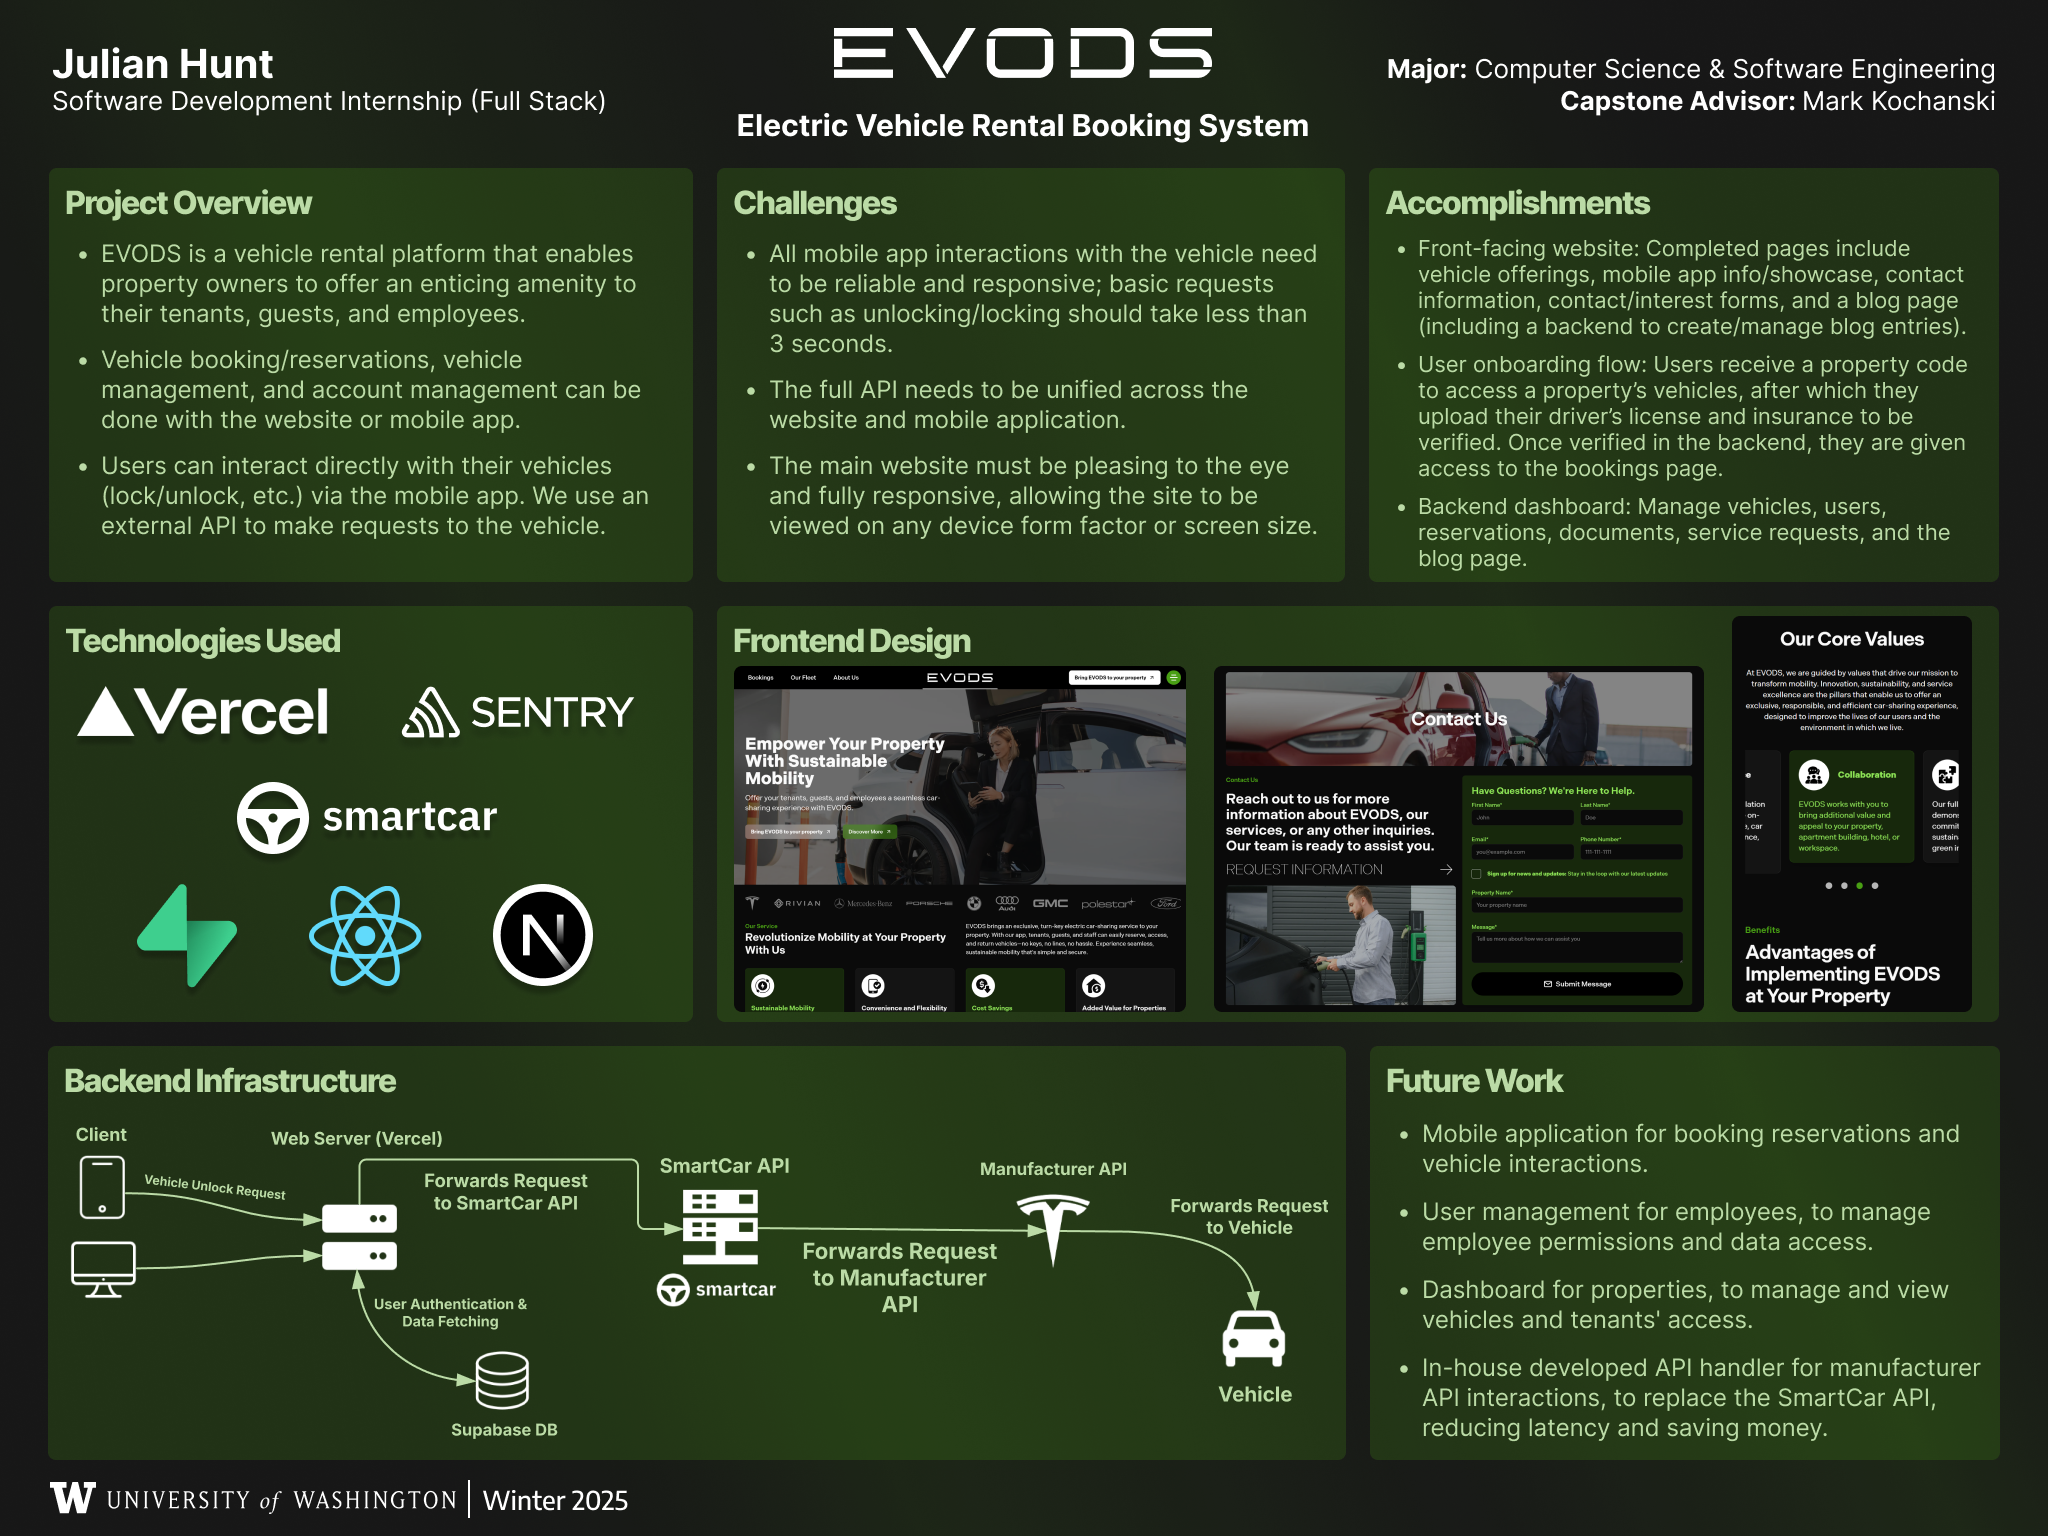 Julian Hunt
Software Development Internship (Full Stack)
EVODS
Electric Vehicle Rental Booking System
Major: Computer Science & Software Engineering
Capstone Advisor: Mark Kochanski
Project Overview
• EVODS is a vehicle rental platform that enables
property owners to offer an enticing amenity to
their tenants, guests, and employees.
• Vehicle booking/reservations, vehicle
management, and account management can be
done with the website or mobile app.
• Users can interact directly with their vehicles
(lock/unlock, etc.) via the mobile app. We use an
external API to make requests to the vehicle.
Challenges
• All mobile app interactions with the vehicle need
to be reliable and responsive; basic requests
such as unlocking/locking should take less than
3 seconds.
• The full API needs to be unified across the
website and mobile application.
• The main website must be pleasing to the eye
and fully responsive, allowing the site to be
viewed on any device form factor or screen size.
Accomplishments
• Front-facing website: Completed pages include
vehicle offerings, mobile app info/showcase, contact
information, contact/interest forms, and a blog page
(including a backend to create/manage blog entries).
• User onboarding flow: Users receive a property code
to access a property’s vehicles, after which they
upload their driver’s license and insurance to be
verified. Once verified in the backend, they are given
access to the bookings page.
• Backend dashboard: Manage vehicles, users,
reservations, documents, service requests, and the
blog page.
Technologies Used
Vercel
SENTRY
smartcar
N
Frontend Design
Bookings
Our Fleet
About Us
EVODS
Bring EVODS to your property
Empower Your Property
With Sustainable
Mobility
Offer your tenants, guests, and employees a seamless car-
sharing experience with EVODS.
Bring EVODS to your property
Discover More
RIVIAN
Mercedes-Benz
PORSCHE
Audi
GMC
polestar
Ford
Our Service
Revolutionize Mobility at Your Property
With Us
EVODS brings an exclusive, turn-key electric car-sharing service to your
property. With our app, tenants, guests, and staff can easily reserve, access,
and return vehicles—no keys, no lines, no hassle. Experience seamless,
sustainable mobility that's simple and secure.
Sustainable Mobility
Convenience and Flexibility
Cost Savings
Added Value for Properties
Contact Us
Contact Us
Reach out to us for more
information about EVODS, our
services, or any other inquiries.
Our team is ready to assist you.
REQUEST INFORMATION
Have Questions? We're Here to Help.
First Name*
Last Name*
John
Doe
Email*
Phone Number*
you@example.com
111-111-1111
Sign up for news and updates: Stay in the loop with our latest updates
Property Name*
Your property name
Message*
Tell us more about how we can assist you
Submit Message
Our Core Values
At EVODS, we are guided by values that drive our mission to
transform mobility. Innovation, sustainability, and service
excellence are the pillars that enable us to offer an
exclusive, responsible, and efficient car-sharing experience,
designed to improve the lives of our users and the
environment in which we live.
Collaboration
EVODS works with you to
bring additional value and
appeal to your property,
apartment building, hotel, or
workspace.
Our full
demons
commit
sustain
green i
Benefits
Advantages of
Implementing EVODS
at Your Property
Backend Infrastructure
Client
Vehicle Unlock Request
Web Server (Vercel)
Forwards Request
to SmartCar API
User Authentication &
Data Fetching
Supabase DB
SmartCar API
smartcar
Forwards Request
to Manufacturer
API
Manufacturer API
Forwards Request
to Vehicle
Vehicle
Future Work
• Mobile application for booking reservations and
vehicle interactions.
• User management for employees, to manage
employee permissions and data access.
• Dashboard for properties, to manage and view
vehicles and tenants' access.
• In-house developed API handler for manufacturer
API interactions, to replace the SmartCar API,
reducing latency and saving money.
W UNIVERSITY of WASHINGTON | Winter 2025